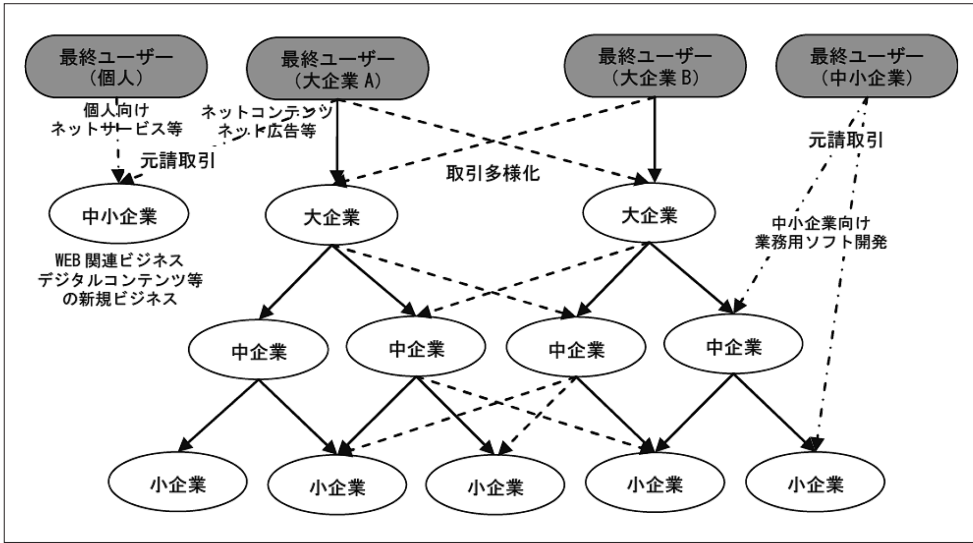 最終ユーザー
(個人)
最終ユーザー
(大企業A)
最終ユーザー
(大企業B)
最終ユーザー
(中小企業)
個人向け
ネットサービス等
ネットコンテンツ
ネット広告等
元請取引
取引多様化
元請取引
中小企業
大企業
大企業
中小企業向け
業務用ソフト開発
WEB関連ビジネス
デジタルコンテンツ等
の新規ビジネス
中企業
中企業
中企業
中企業
小企業
小企業
小企業
小企業
小企業